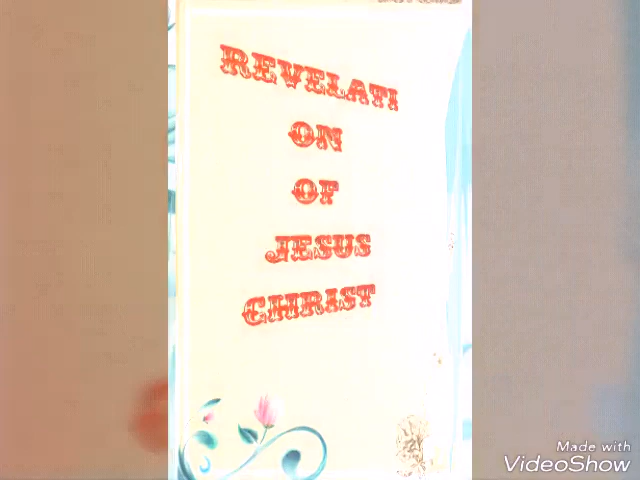 REVELATI
ON
OF
JESUS
CHRIST
Made with
VideoShow